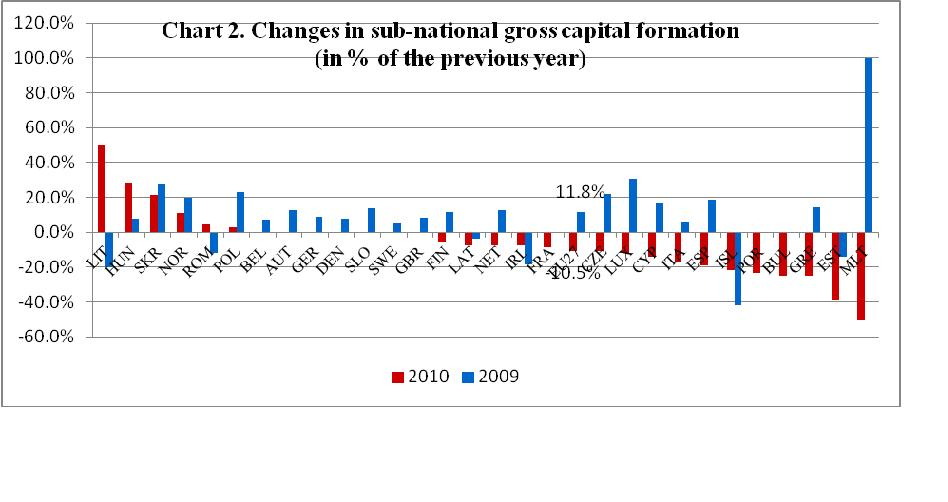 Chart 2. Changes in sub-national gross capital formation
(in % of the previous year)
120.0%
100.0%
80.0%
60.0%
40.0%
20.0%
0.0%
-20.0%
-40.0%
-60.0%
11.8%
-10.5%
LIT
HUN
SKR
NOR
ROM
POL
BEL
AUT
GER
DEN
SLO
SWE
GBR
FIN
LAT
NET
IRL
FRA
EU27
CZE
LUX
CYP
ITA
ESP
ISL
POR
BUL
GRE
EST
MLT
2010
2009